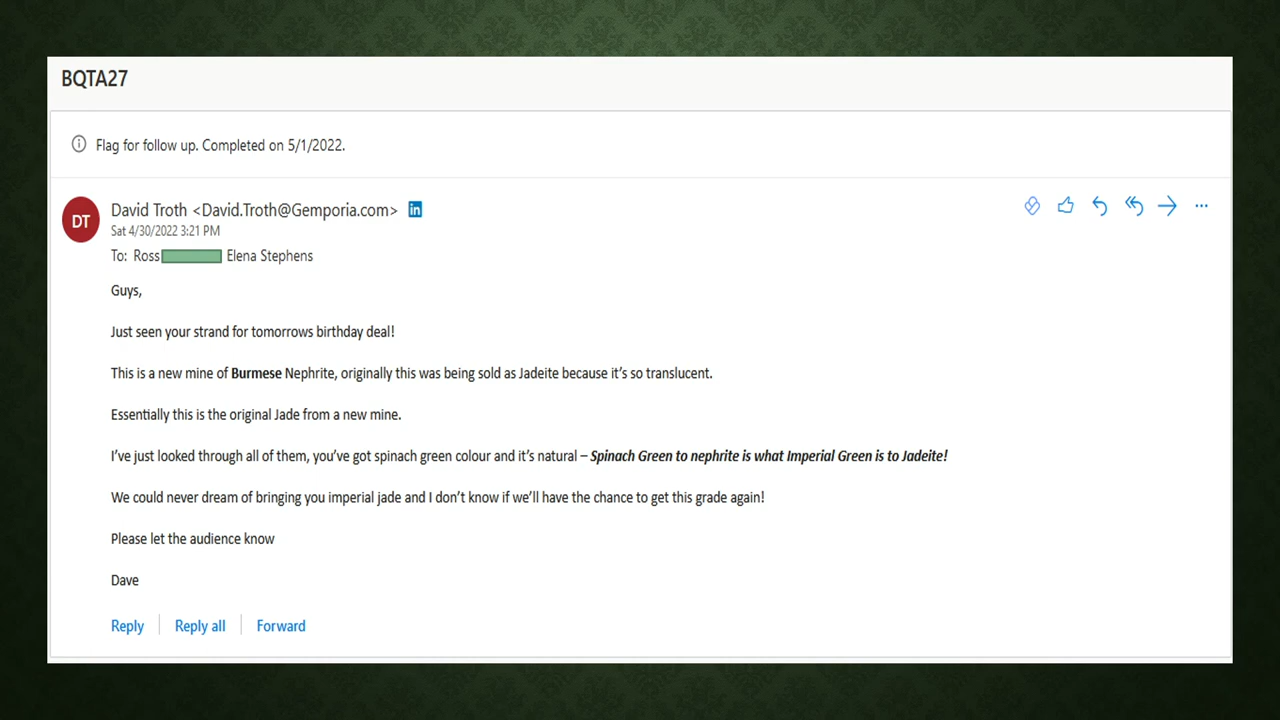 BQTA27
Flag for follow up. Completed on 5/1/2022.
DT
David Troth <David.Troth@Gemporia.com> in
Sat 4/30/2022 3:21 PM
To: Ross Elena Stephens
Guys,
Just seen your strand for tomorrows birthday deal!
This is a new mine of Burmese Nephrite, originally this was being sold as Jadeite because it's so translucent.
Essentially this is the original Jade from a new mine.
I've just looked through all of them, you've got spinach green colour and it's natural – Spinach Green to nephrite is what Imperial Green is to Jadeite!
We could never dream of bringing you imperial jade and I don't know if we'll have the chance to get this grade again!
Please let the audience know
Dave
Reply Reply all Forward